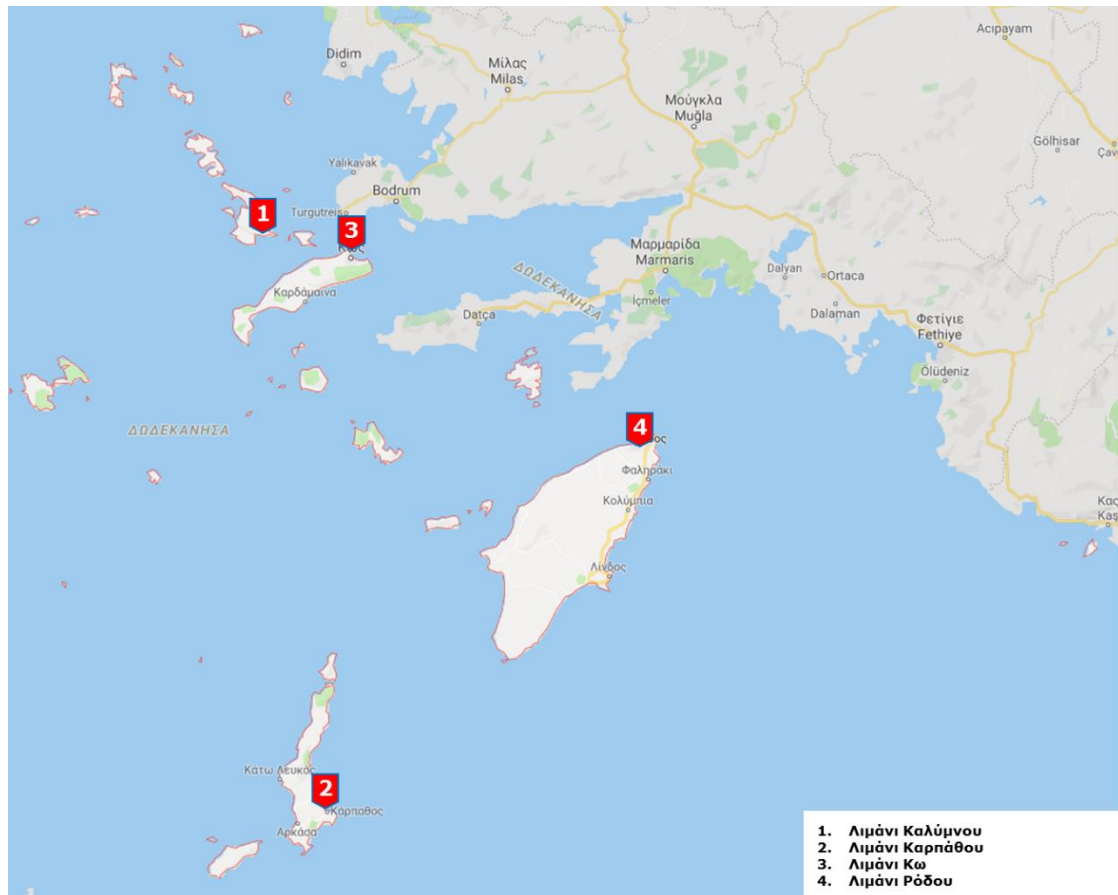 Acıpayam
Didim
Μίλας
Milas
Μούγκλα
Muğla
Gölhisar
Yalıkavak
Bodrum
Turgutreis
1
3
Μαρμαρίδα
Marmaris
ΔΩΔΕΚΑΝΗΣΑ
Dalyan
Ortaca
Καρδάμαινα
İçmeler
Datça
Dalaman
Φετίγιε
Fethiye
Ölüdeniz
ΔΩΔΕΚΑΝΗΣΑ
4
Φαληράκι
Κολύμπια
Λίνδος
Κάτω Λευκός
2
Κάρπαθος
Αρκάσα
1. Λιμάνι Καλύμνου
2. Λιμάνι Καρπάθου
3. Λιμάνι Κω
4. Λιμάνι Ρόδου